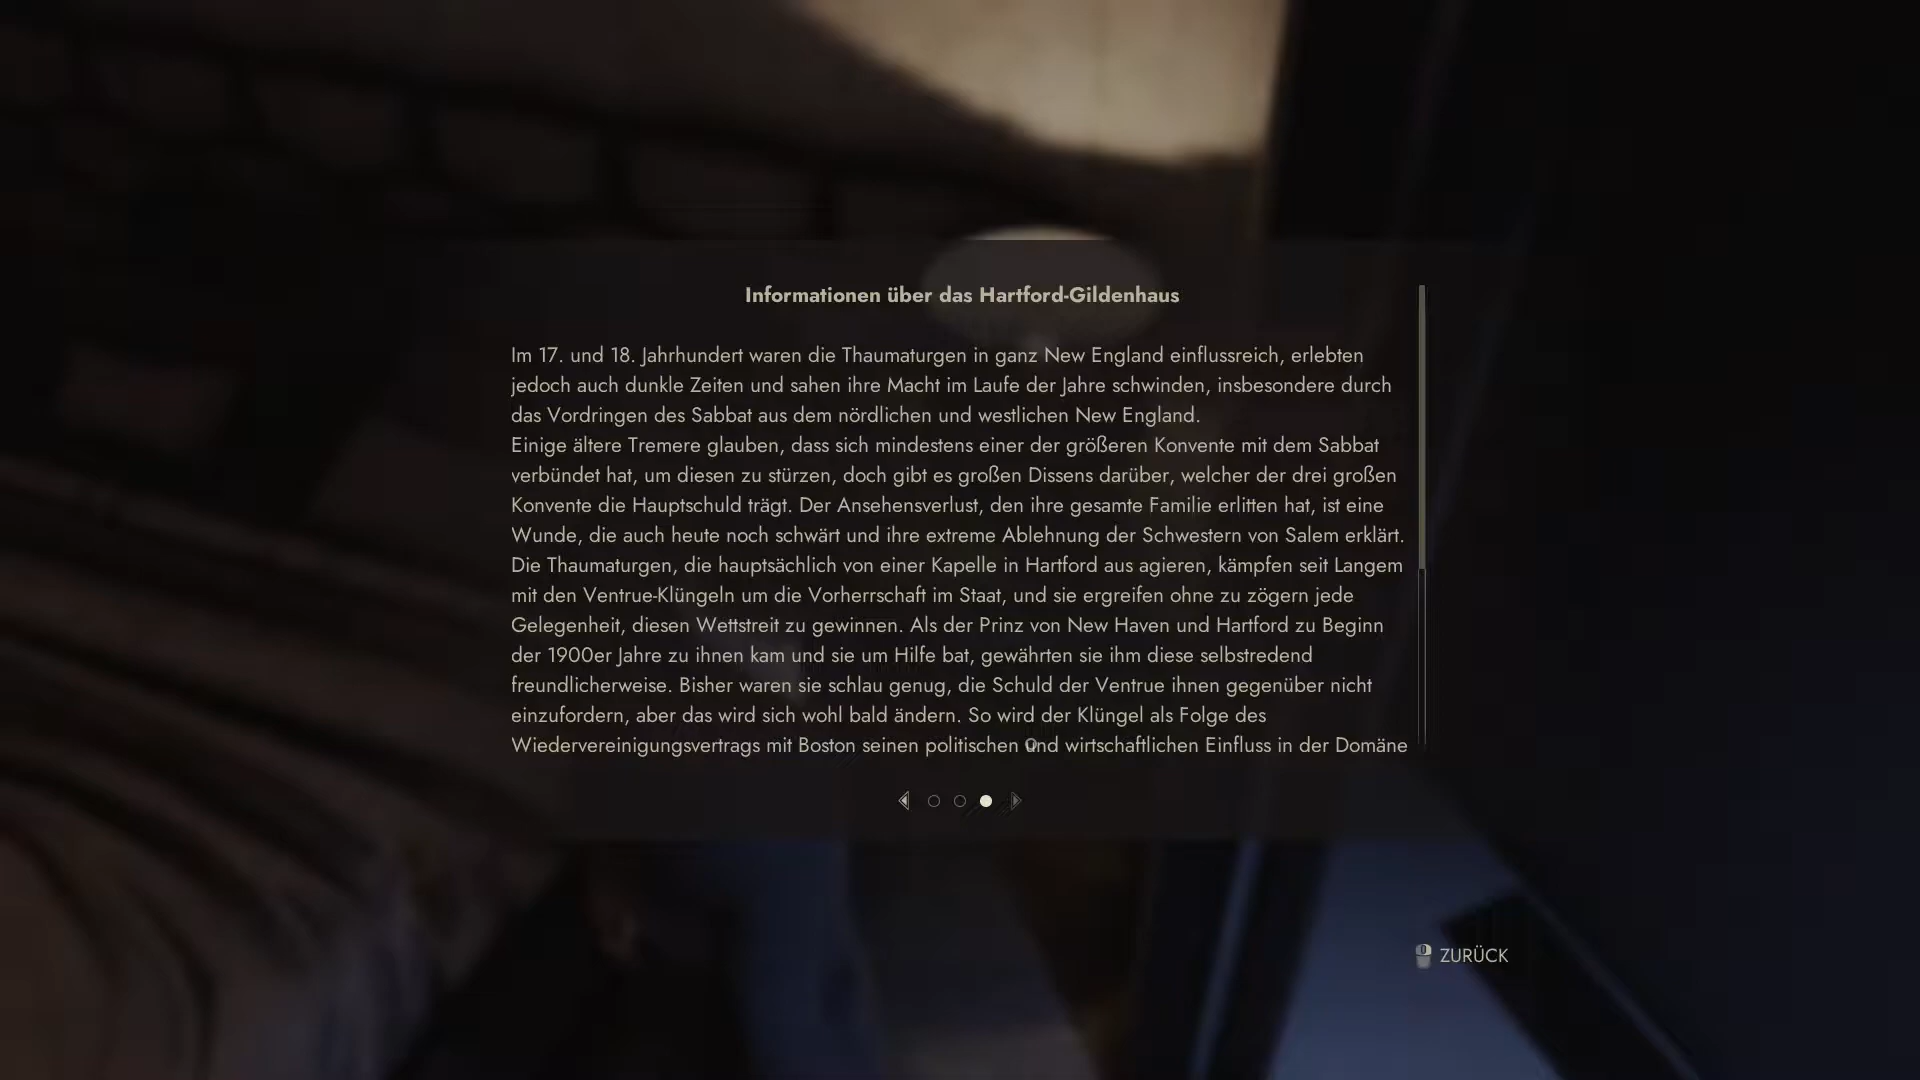 Informationen über das Hartford-Gildenhaus
Im 17. und 18. Jahrhundert waren die Thaumaturgen in ganz New England einflussreich, erlebten
jedoch auch dunkle Zeiten und sahen ihre Macht im Laufe der Jahre schwinden, insbesondere durch
das Vordringen des Sabbat aus dem nördlichen und westlichen New England.
Einige ältere Tremere glauben, dass sich mindestens einer der größeren Konvente mit dem Sabbat
verbündet hat, um diesen zu stürzen, doch gibt es großen Dissens darüber, welcher der drei großen
Konvente die Hauptschuld trägt. Der Ansehensverlust, den ihre gesamte Familie erlitten hat, ist eine
Wunde, die auch heute noch schwärt und ihre extreme Ablehnung der Schwestern von Salem erklärt.
Die Thaumaturgen, die hauptsächlich von einer Kapelle in Hartford aus agieren, kämpfen seit Langem
mit den Ventrue-Klüngeln um die Vorherrschaft im Staat, und sie ergreifen ohne zu zögern jede
Gelegenheit, diesen Wettstreit zu gewinnen. Als der Prinz von New Haven und Hartford zu Beginn
der 1900er Jahre zu ihnen kam und sie um Hilfe bat, gewährten sie ihm diese selbstredend
freundlicherweise. Bisher waren sie schlau genug, die Schuld der Ventrue ihnen gegenüber nicht
einzufordern, aber das wird sich wohl bald ändern. So wird der Klüngel als Folge des
Wiedervereinigungsvertrags mit Boston seinen politischen und wirtschaftlichen Einfluss in der Domäne
ZURÜCK